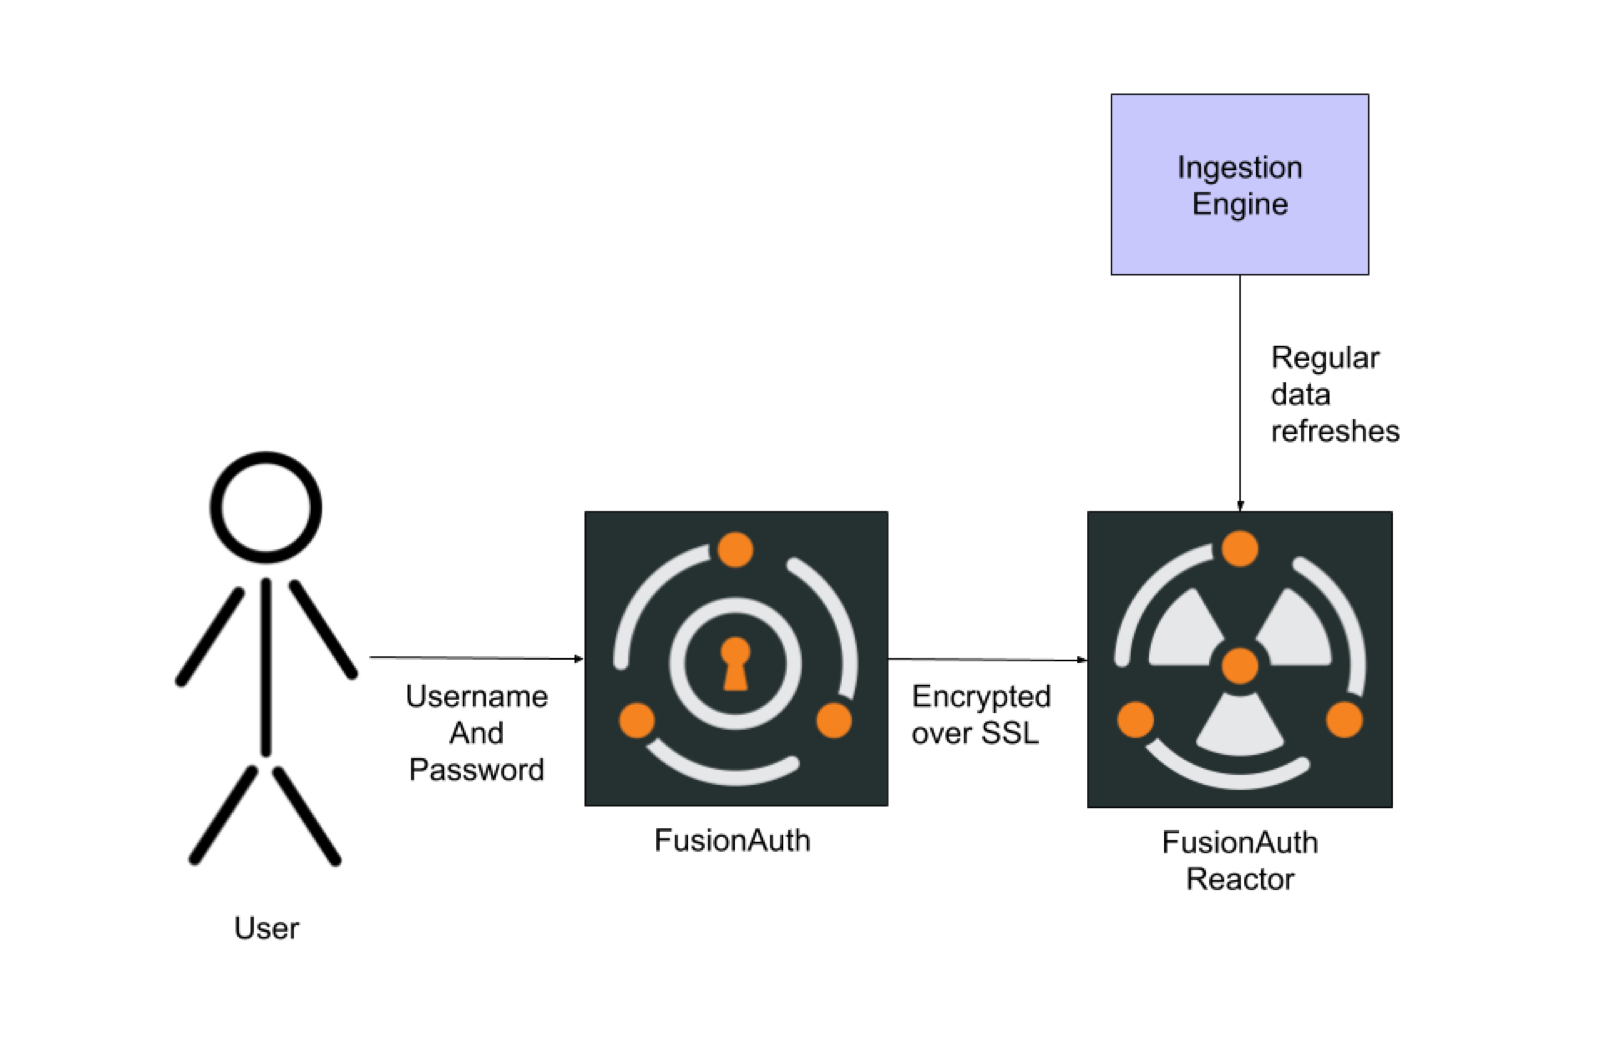 Ingestion
Engine
Regular
data
refreshes
Username
And
Password
Encrypted
over SSL
FusionAuth
FusionAuth
Reactor
User